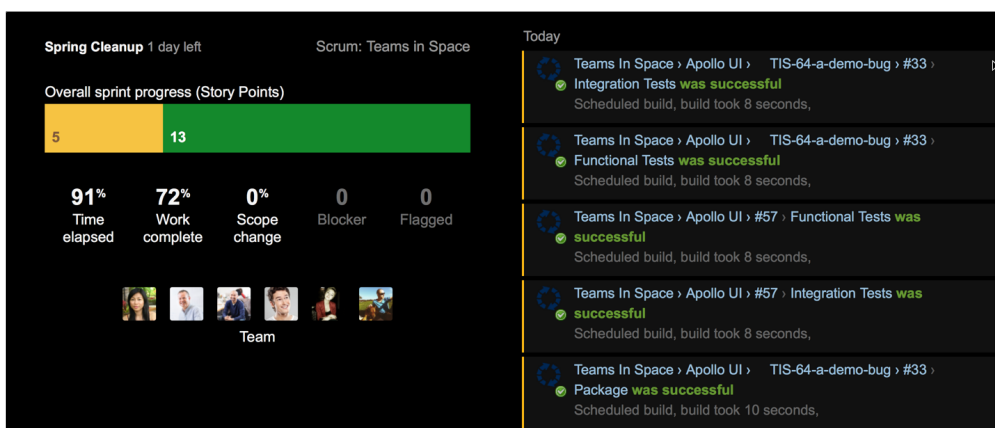 Spring Cleanup 1 day left
Scrum: Teams in Space
Overall sprint progress (Story Points)
5
13
91%
Time
elapsed
72%
Work
complete
0%
Scope
change
0
Blocker
0
Flagged
Team
Today
Teams In Space › Apollo UI › TIS-64-a-demo-bug › #33 ›
Integration Tests was successful
Scheduled build, build took 8 seconds,
Teams In Space › Apollo UI › TIS-64-a-demo-bug › #33 ›
Functional Tests was successful
Scheduled build, build took 8 seconds,
Teams In Space › Apollo UI › #57 › Functional Tests was
successful
Scheduled build, build took 8 seconds,
Teams In Space › Apollo UI › #57 › Integration Tests was
successful
Scheduled build, build took 8 seconds,
Teams In Space › Apollo UI › TIS-64-a-demo-bug › #33 ›
Package was successful
Scheduled build, build took 10 seconds,